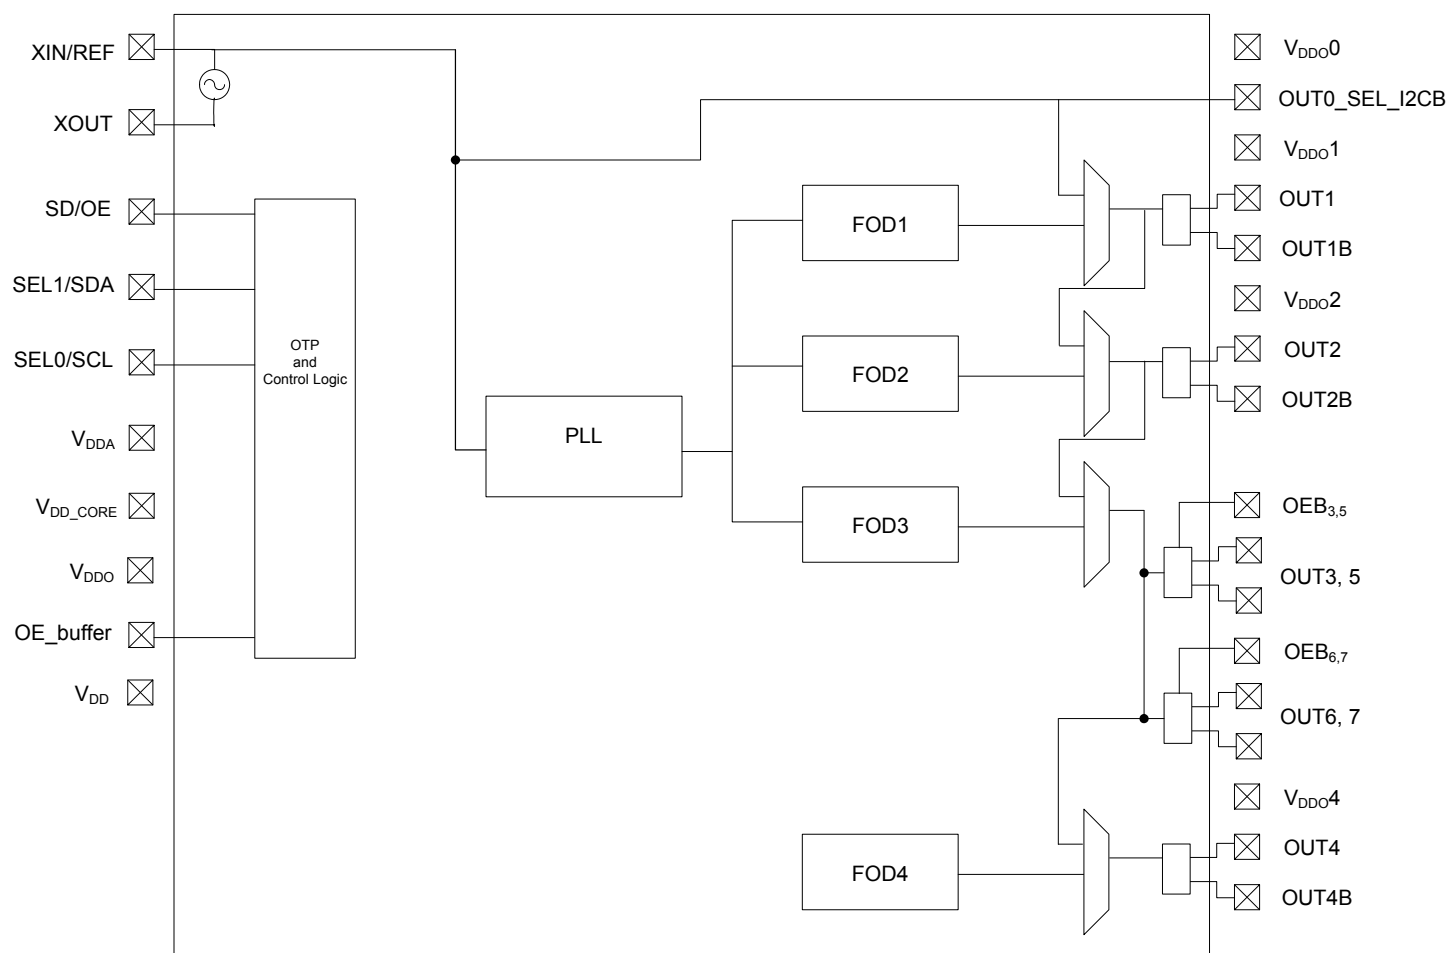 XIN/REF
XOUT
SD/OE
SEL1/SDA
SEL0/SCL
VDDA
VDD_CORE
VDDO
OE_buffer
VDD
OTP
and
Control Logic
PLL
FOD1
FOD2
FOD3
FOD4
VDDO0
OUT0_SEL_I2CB
VDDO1
OUT1
OUT1B
VDDO2
OUT2
OUT2B
OEB3,5
OUT3, 5
OEB6,7
OUT6, 7
VDDO4
OUT4
OUT4B